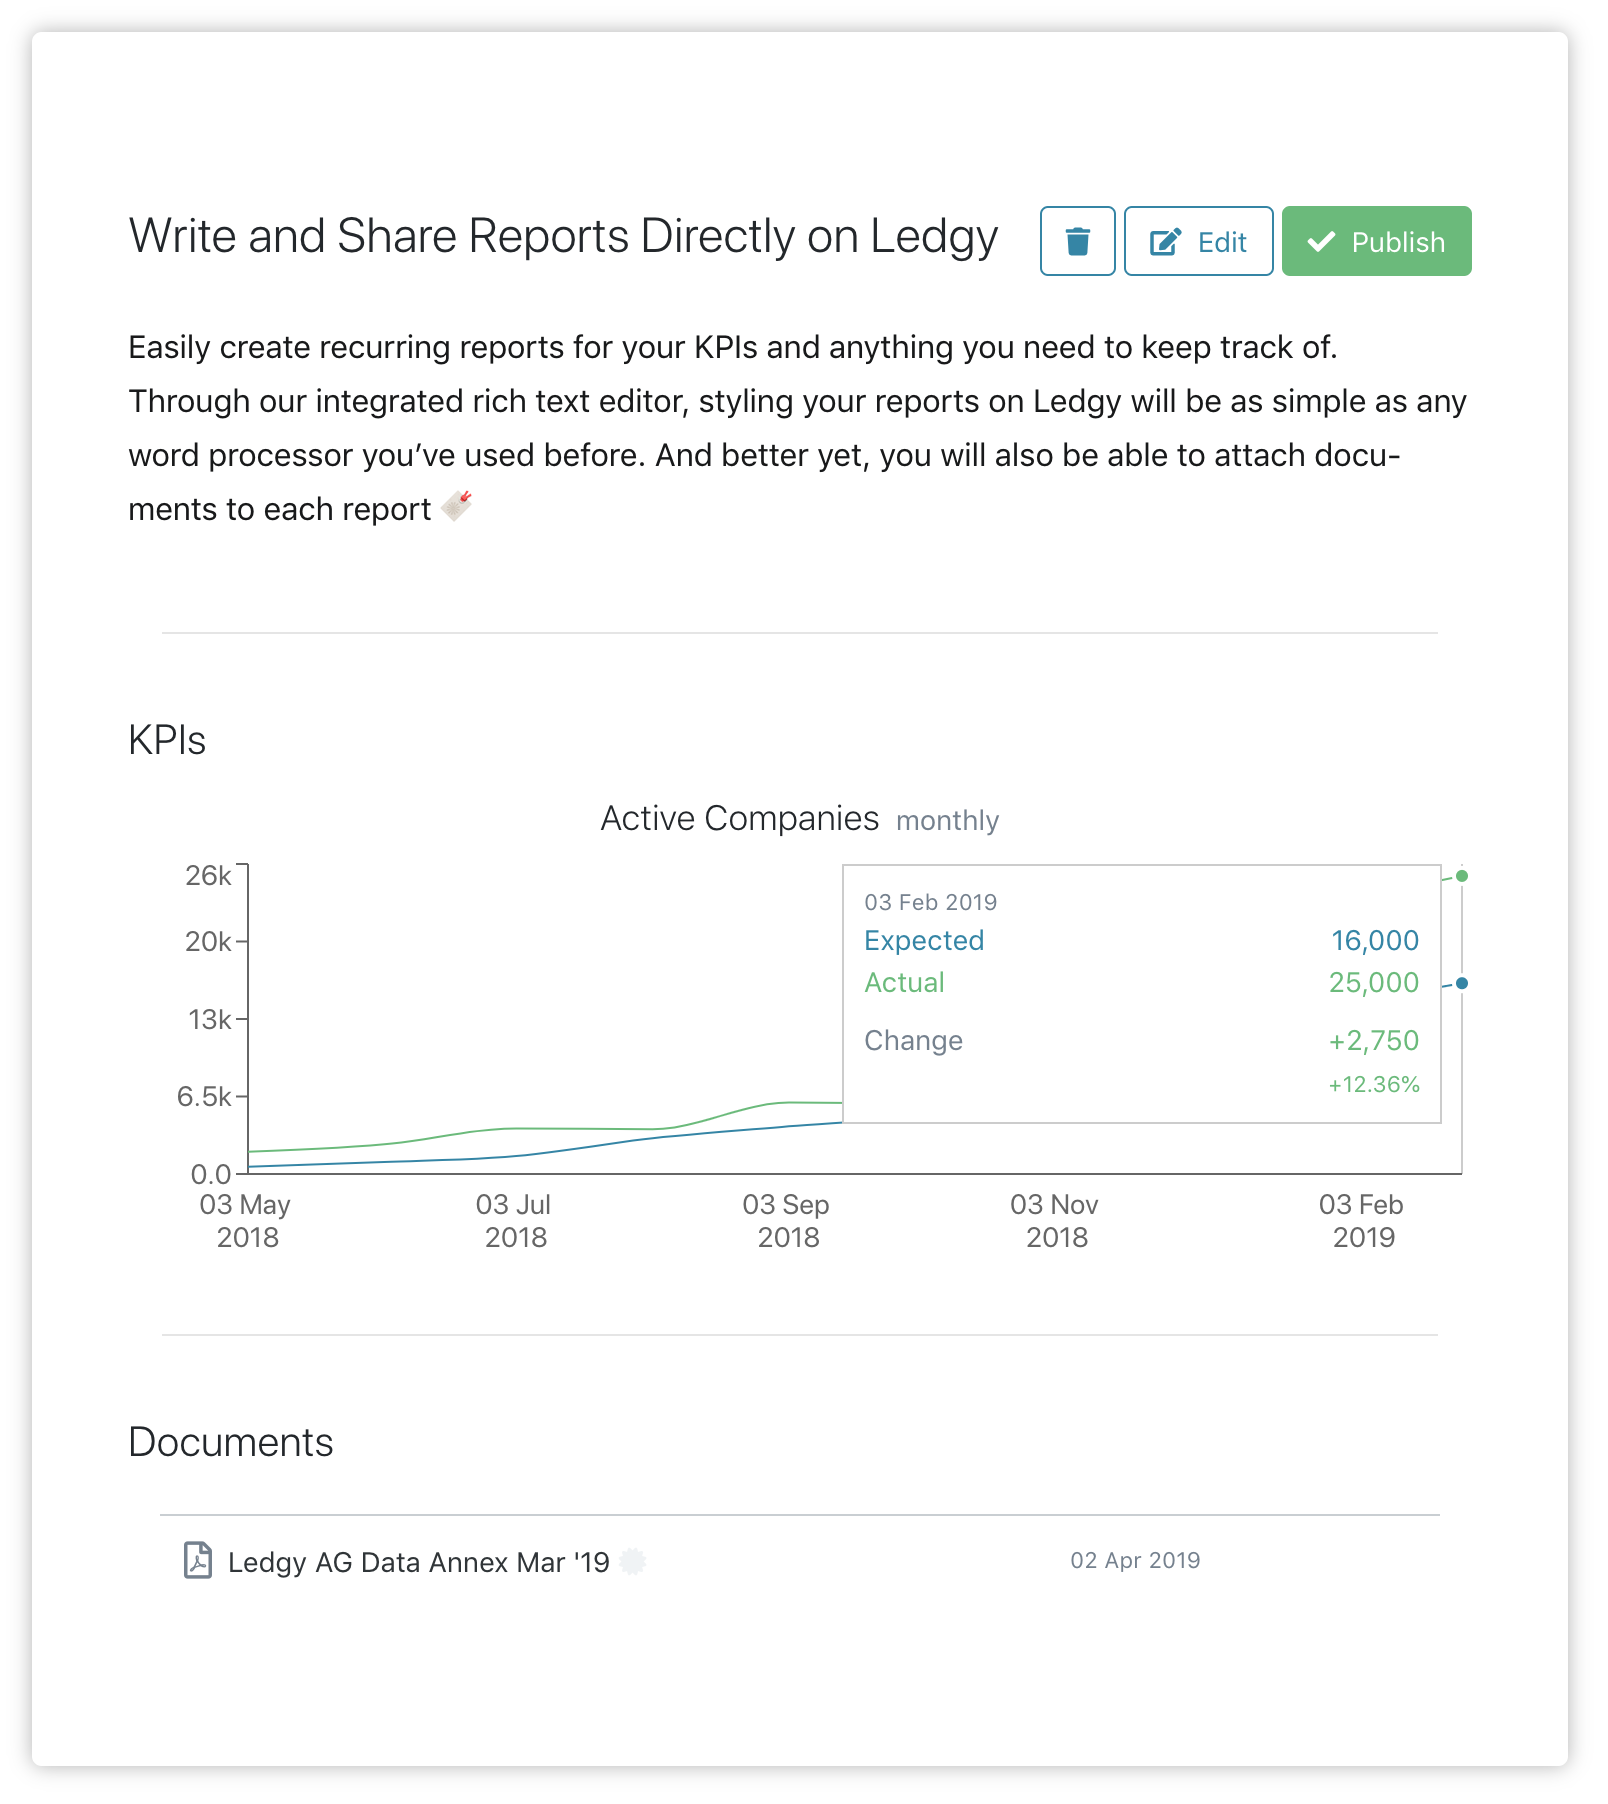 Write and Share Reports Directly on Ledgy
Edit
Publish
Easily create recurring reports for your KPIs and anything you need to keep track of.
Through our integrated rich text editor, styling your reports on Ledgy will be as simple as any
word processor you’ve used before. And better yet, you will also be able to attach docu-
ments to each report
KPIs
Active Companies monthly
26k
20k
13k
6.5k
0.0
03 Feb 2019
Expected 16,000
Actual 25,000
Change +2,750
+12.36%
03 May 2018
03 Jul 2018
03 Sep 2018
03 Nov 2018
03 Feb 2019
Documents
Ledgy AG Data Annex Mar '19 02 Apr 2019